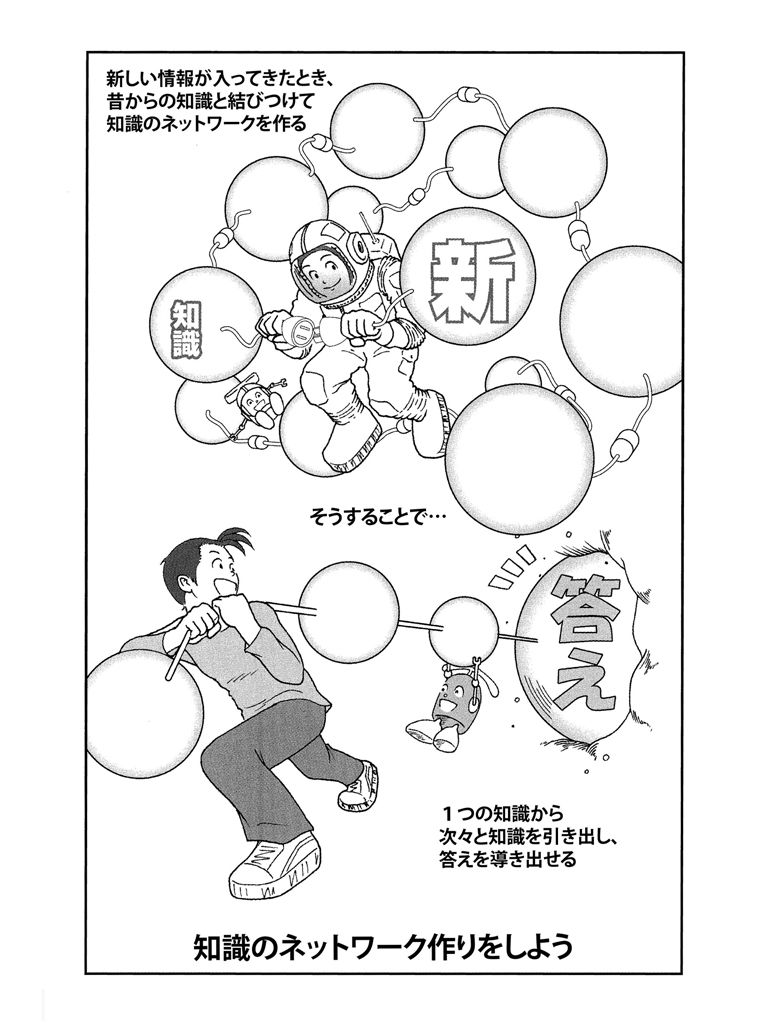 新しい情報が入ってきたとき、
昔からの知識と結びつけて
知識のネットワークを作る
新
知識
そうすることで…
答え
1つの知識から
次々と知識を引き出し、
答えを導き出せる
知識のネットワーク作りをしよう